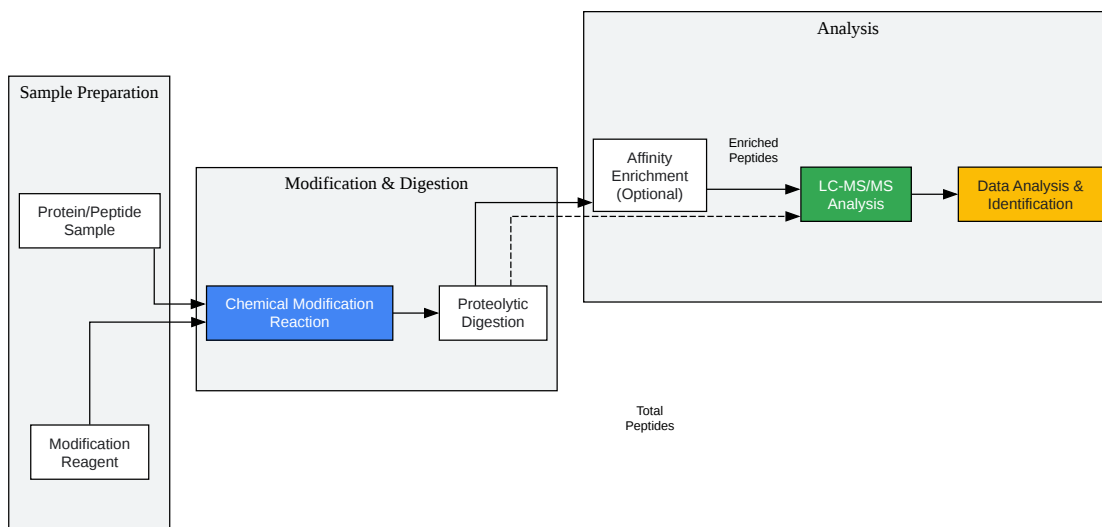 Sample Preparation
Protein/Peptide
Sample
Modification
Reagent
Modification & Digestion
Chemical Modification
Reaction
Proteolytic
Digestion
Analysis
Affinity
Enrichment
(Optional)
Enriched
Peptides
LC-MS/MS
Analysis
Data Analysis &
Identification
Total
Peptides